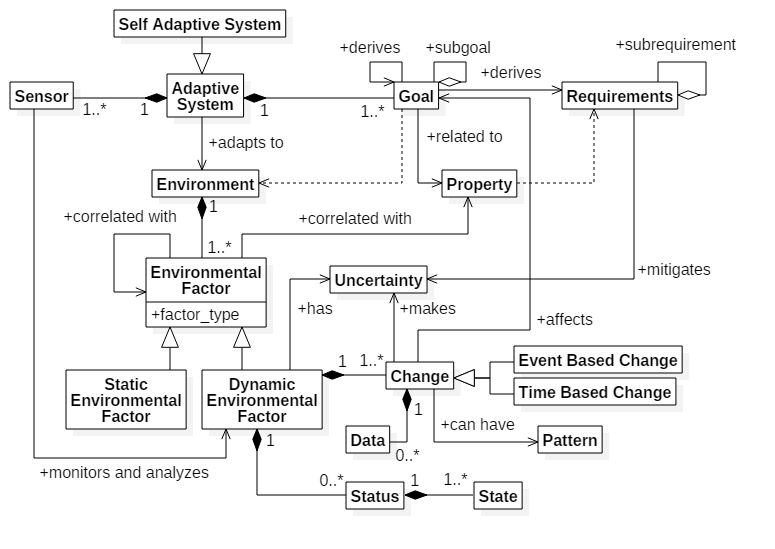 Self Adaptive System
+derives
+subgoal
+subrequirement
+derives
Sensor
Adaptive
System
Goal
Requirements
1..*
1
1
1..*
+adapts to
+related to
Environment
Property
1
+correlated with
+correlated with
1..*
Environmental
Factor
+factor_type
Uncertainty
+mitigates
+has
+makes
+affects
Static
Environmental
Factor
Dynamic
Environmental
Factor
1
1..*
Change
Event Based Change
Time Based Change
1
+can have
Data
0..*
Pattern
1
+monitors and analyzes
0..*
Status
1
1..*
State